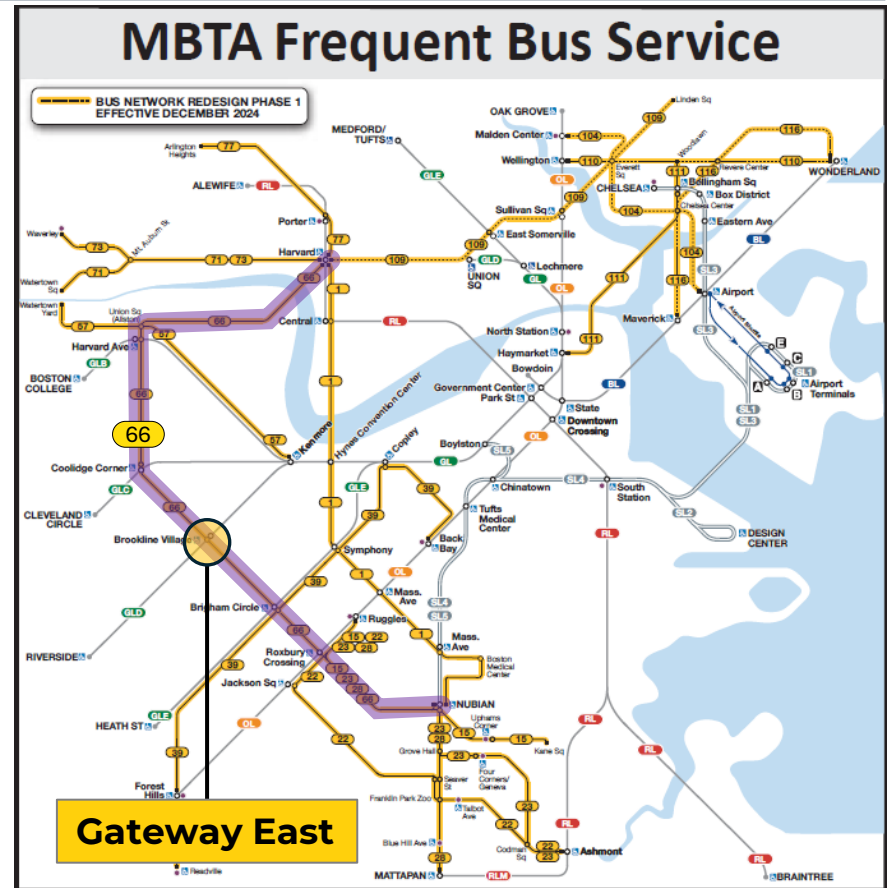 MBTA Frequent Bus Service
BUS NETWORK REDESIGN PHASE 1
EFFECTIVE DECEMBER 2024
Linden Sq
OAK GROVE
109
MEDFORD/
TUFTS
Malden Center
104
116
Arlington
Heights
77
Woodlawn
Wellington
110
Everett
Sq
Revere Center
110
WONDERLAND
GLE
OL
111
116
ALEWIFE
RL
CHELSEA
Bellingham Sq
Box District
109
Chelsea Center
Porter
Sullivan Sq
104
Eastern Ave
Waverley
77
East Somerville
BL
73
Mt Auburn St
Harvard
109
104
71
73
109
GLD
Lechmere
SL3
71
66
UNION
SQ
GL
111
116
Watertown
Sq
1
OL
Airport
Watertown
Yard
Union Sq
(Allston)
66
Central
RL
Maverick
Airport Shuttle
57
57
North Station
SL3
Harvard Ave
Haymarket
111
E
GLB
Bowdoin
C
BOSTON
COLLEGE
Government Center
BL
SL1
66
1
Park St
A
B
Airport
Terminals
State
SL1
SL3
Downtown
Crossing
66
57
Kenmore
Hynes Convention Center
Copley
Boylston
OL
Coolidge Corner
GL
SL5
GLC
GLE
39
Chinatown
SL4
South
Station
CLEVELAND
CIRCLE
66
1
39
Tufts
Medical
Center
SL2
Brookline Village
Back
Bay
RL
DESIGN
CENTER
Symphony
OL
39
1
Mass.
Ave
GLD
Brigham Circle
SL4
SL5
66
Ruggles
15
22
23
28
1
Mass.
Ave
RIVERSIDE
Roxbury
Crossing
Boston
Medical
Center
39
15
23
28
66
Jackson Sq
22
NUBIAN
GLE
HEATH ST
OL
Uphams
Corner
23
28
15
15
RL
39
22
Grove Hall
23
Kane Sq
RL
Four
Corners/
Geneva
Seaver
St
Forest
Hills
Franklin Park Zoo
23
Talbot
Ave
22
RL
Gateway East
Blue Hill Ave
Codman
Sq
22
23
Ashmont
28
RL
Readville
MATTAPAN
RLM
BRAINTREE